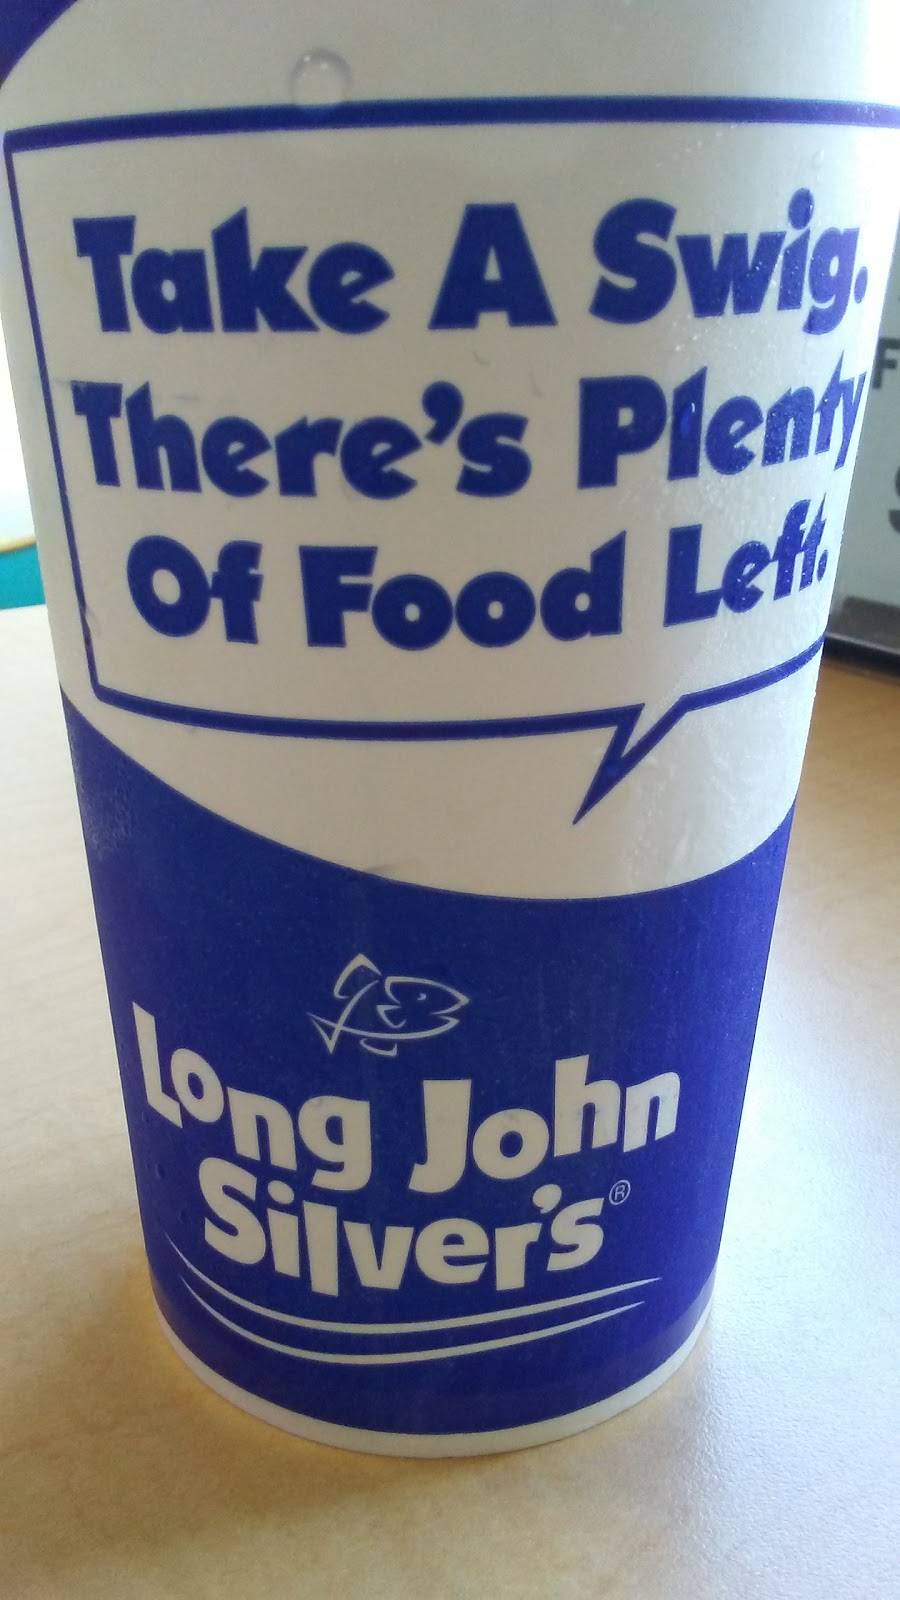 Take A Swig.
There's Plenty
Of Food Left.
Long John
Silver's®
F